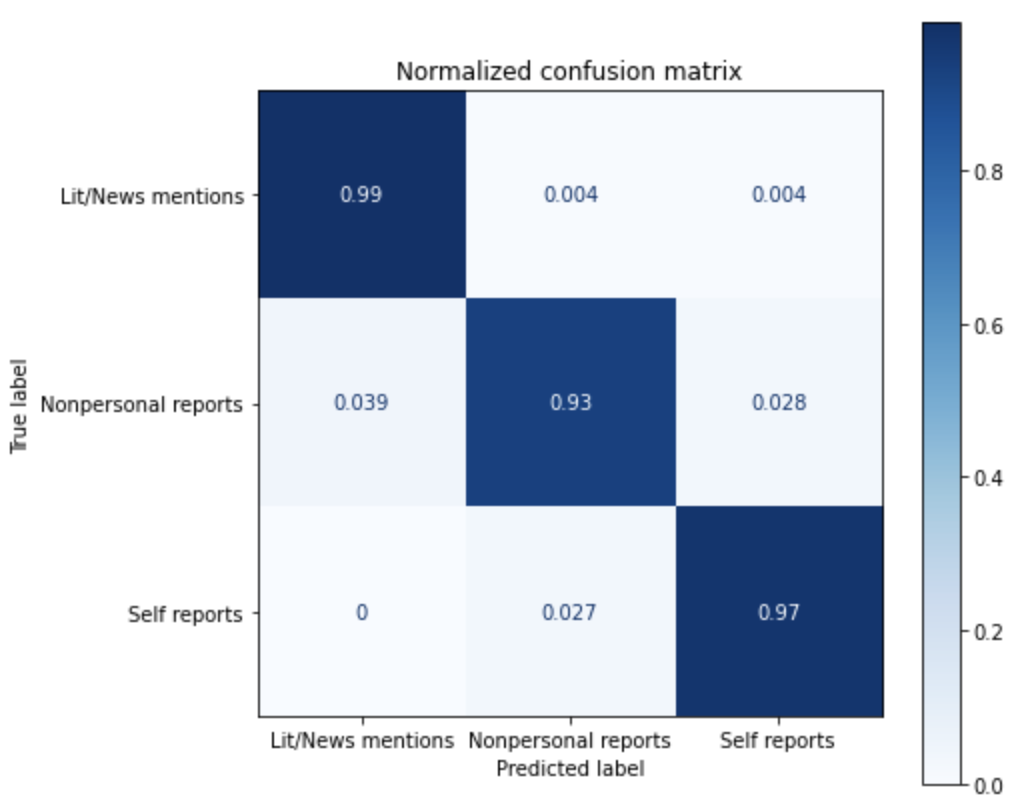 Normalized confusion matrix
True label
Lit/News mentions
0.99 0.004 0.004
Nonpersonal reports
0.039 0.93 0.028
Self reports
0 0.027 0.97
Lit/News mentions Nonpersonal reports Self reports
Predicted label
0.8
0.6
0.4
0.2
0.0